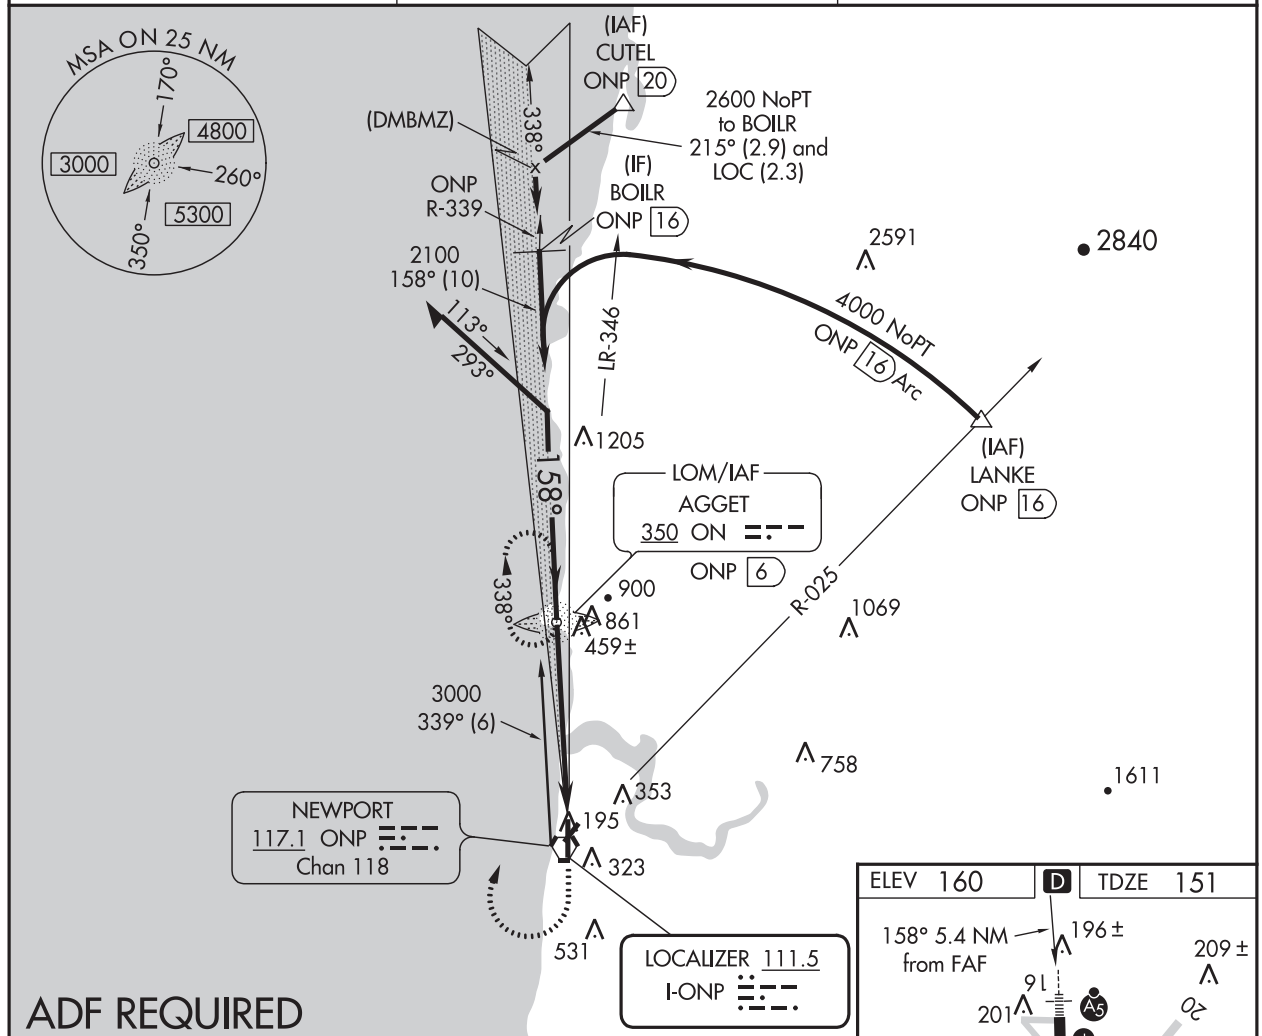 MSA ON 25 NM
170°
4800
3000
260°
5300
350°
(IAF)
CUTEL
ONP 20
(DMBMZ)
338°
2600 NoPT
to BOILR
215° (2.9) and
LOC (2.3)
ONP
R-339
(IF)
BOILR
ONP 16
2591
2840
2100
158° (10)
113°
293°
LR-346
4000 NoPT
ONP 16 Arc
1205
158°
(IAF)
LANKE
ONP 16
LOM/IAF
AGGET
350 ON
ONP 6
R-025
338°
900
861
459±
1069
3000
339° (6)
758
353
1611
195
NEWPORT
117.1 ONP
Chan 118
323
531
LOCALIZER 111.5
I-ONP
ELEV 160
D
TDZE 151
158° 5.4 NM
from FAF
196±
209±
16
201
A5
20
ADF REQUIRED